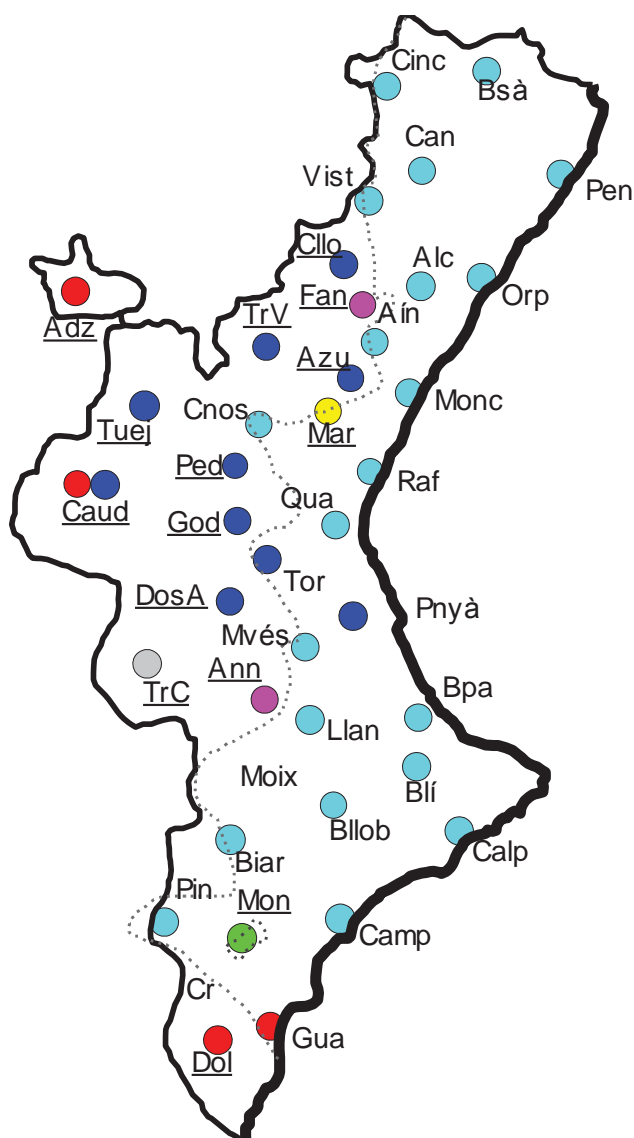 Cinc
Bsà
Can
Pen
Vist
Cllo
Alc
Orp
Fan
Aín
Adz
TrV
Azu
Monc
Tuej
Cnos
Mar
Ped
Raf
Caud
Qua
God
Tor
DosA
Pnyà
Mvés
TrC
Ann
Bpa
Llan
Moix
Blí
Bllob
Calp
Biar
Pin
Mon
Camp
Cr
Gua
Dol